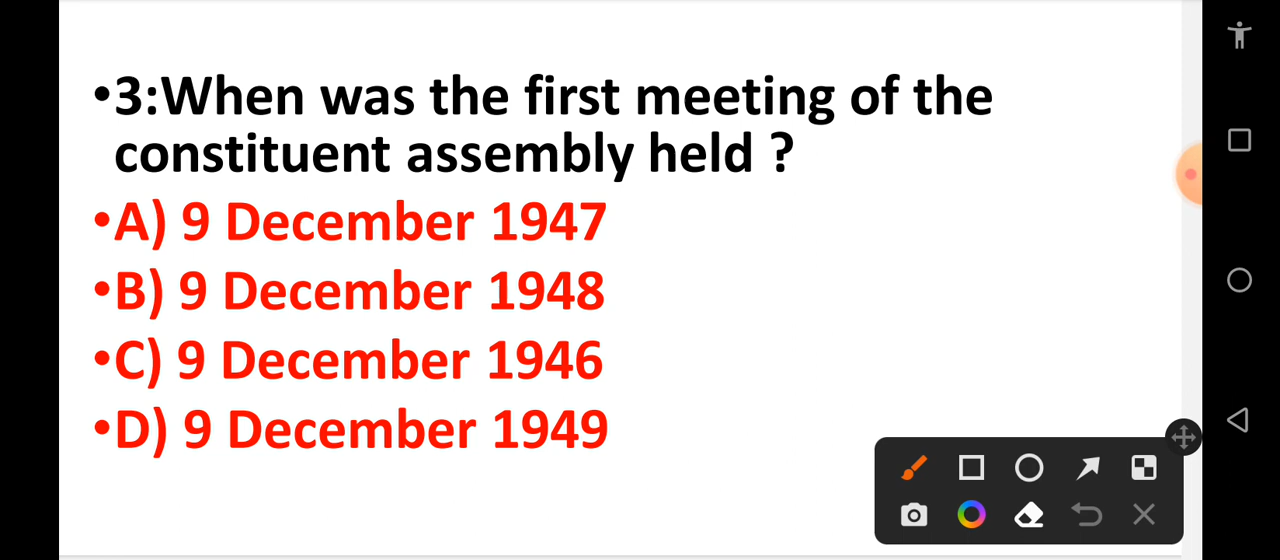 •3:When was the first meeting of the
constituent assembly held ?
•A) 9 December 1947
•B) 9 December 1948
•C) 9 December 1946
•D) 9 December 1949